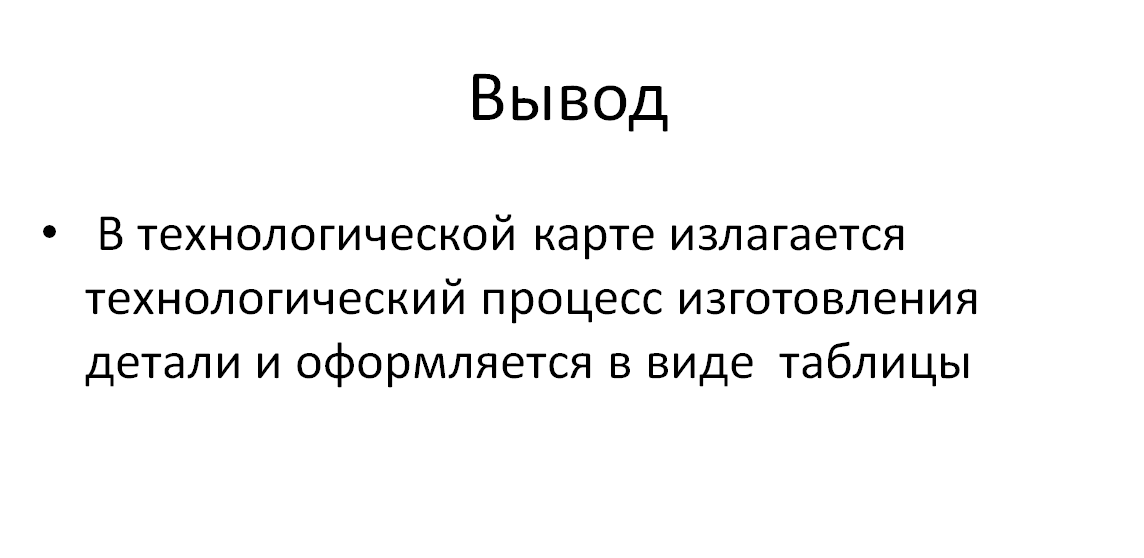 Вывод
• В технологической карте излагается
технологический процесс изготовления
детали и оформляется в виде  таблицы